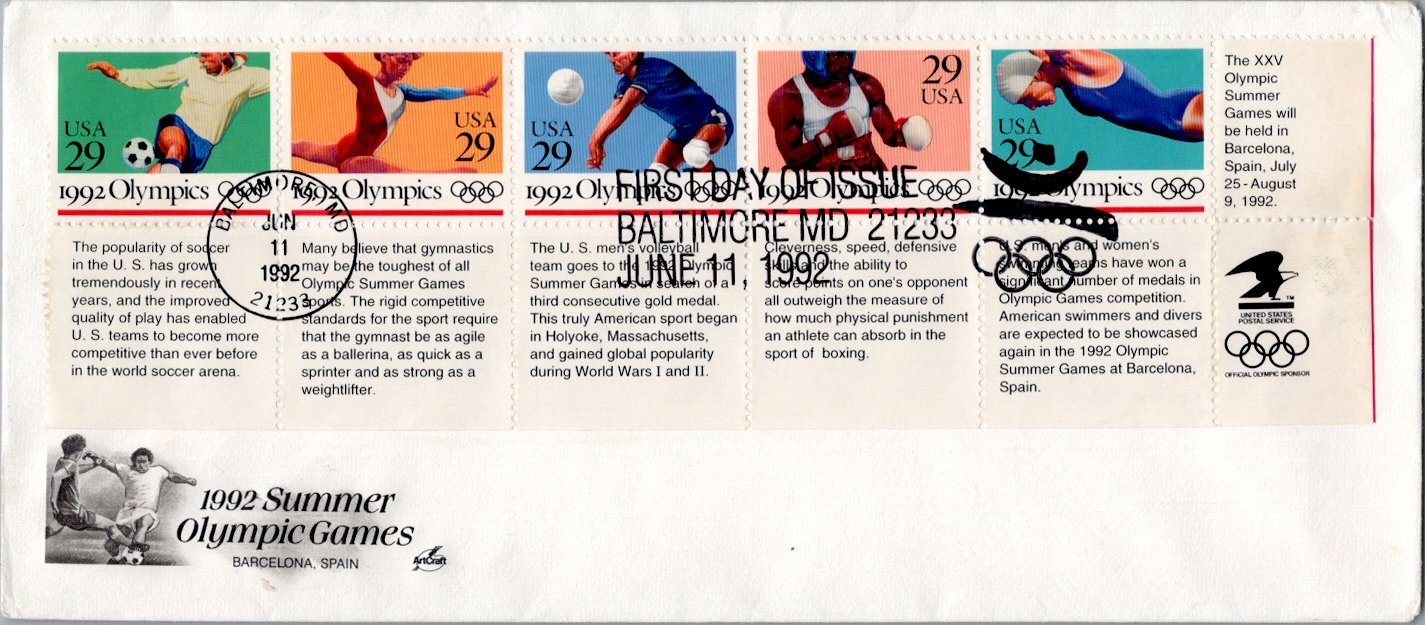 USA
29
1992 Olympics
USA
29
1992 Olympics
USA
29
1992 Olympics
29
USA
1992 Olympics
USA
29
1992 Olympics
The XXV
Olympic
Summer
Games will
be held in
Barcelona,
Spain, July
25 - August
9, 1992.
BALTIMORE, MD
JUN
11
1992
21233
FIRST DAY OF ISSUE
BALTIMORE MD 21233
JUNE 11, 1992
The popularity of soccer
in the U. S. has grown
tremendously in recent
years, and the improved
quality of play has enabled
U. S. teams to become more
competitive than ever before
in the world soccer arena.
Many believe that gymnastics
may be the toughest of all
Olympic Summer Games
sports. The rigid competitive
standards for the sport require
that the gymnast be as agile
as a ballerina, as quick as a
sprinter and as strong as a
weightlifter.
The U. S. men's volleyball
team goes to the 1992 Olympic
Summer Games in search of a
third consecutive gold medal.
This truly American sport began
in Holyoke, Massachusetts,
and gained global popularity
during World Wars I and II.
Cleverness, speed, defensive
skills and the ability to
score points on one's opponent
all outweigh the measure of
how much physical punishment
an athlete can absorb in the
sport of boxing.
U.S. men's and women's
swimming teams have won a
significant number of medals in
Olympic Games competition.
American swimmers and divers
are expected to be showcased
again in the 1992 Olympic
Summer Games at Barcelona,
Spain.
TM
UNITED STATES
POSTAL SERVICE
OFFICIAL OLYMPIC SPONSOR
1992 Summer
Olympic Games
BARCELONA, SPAIN
ArtCraft